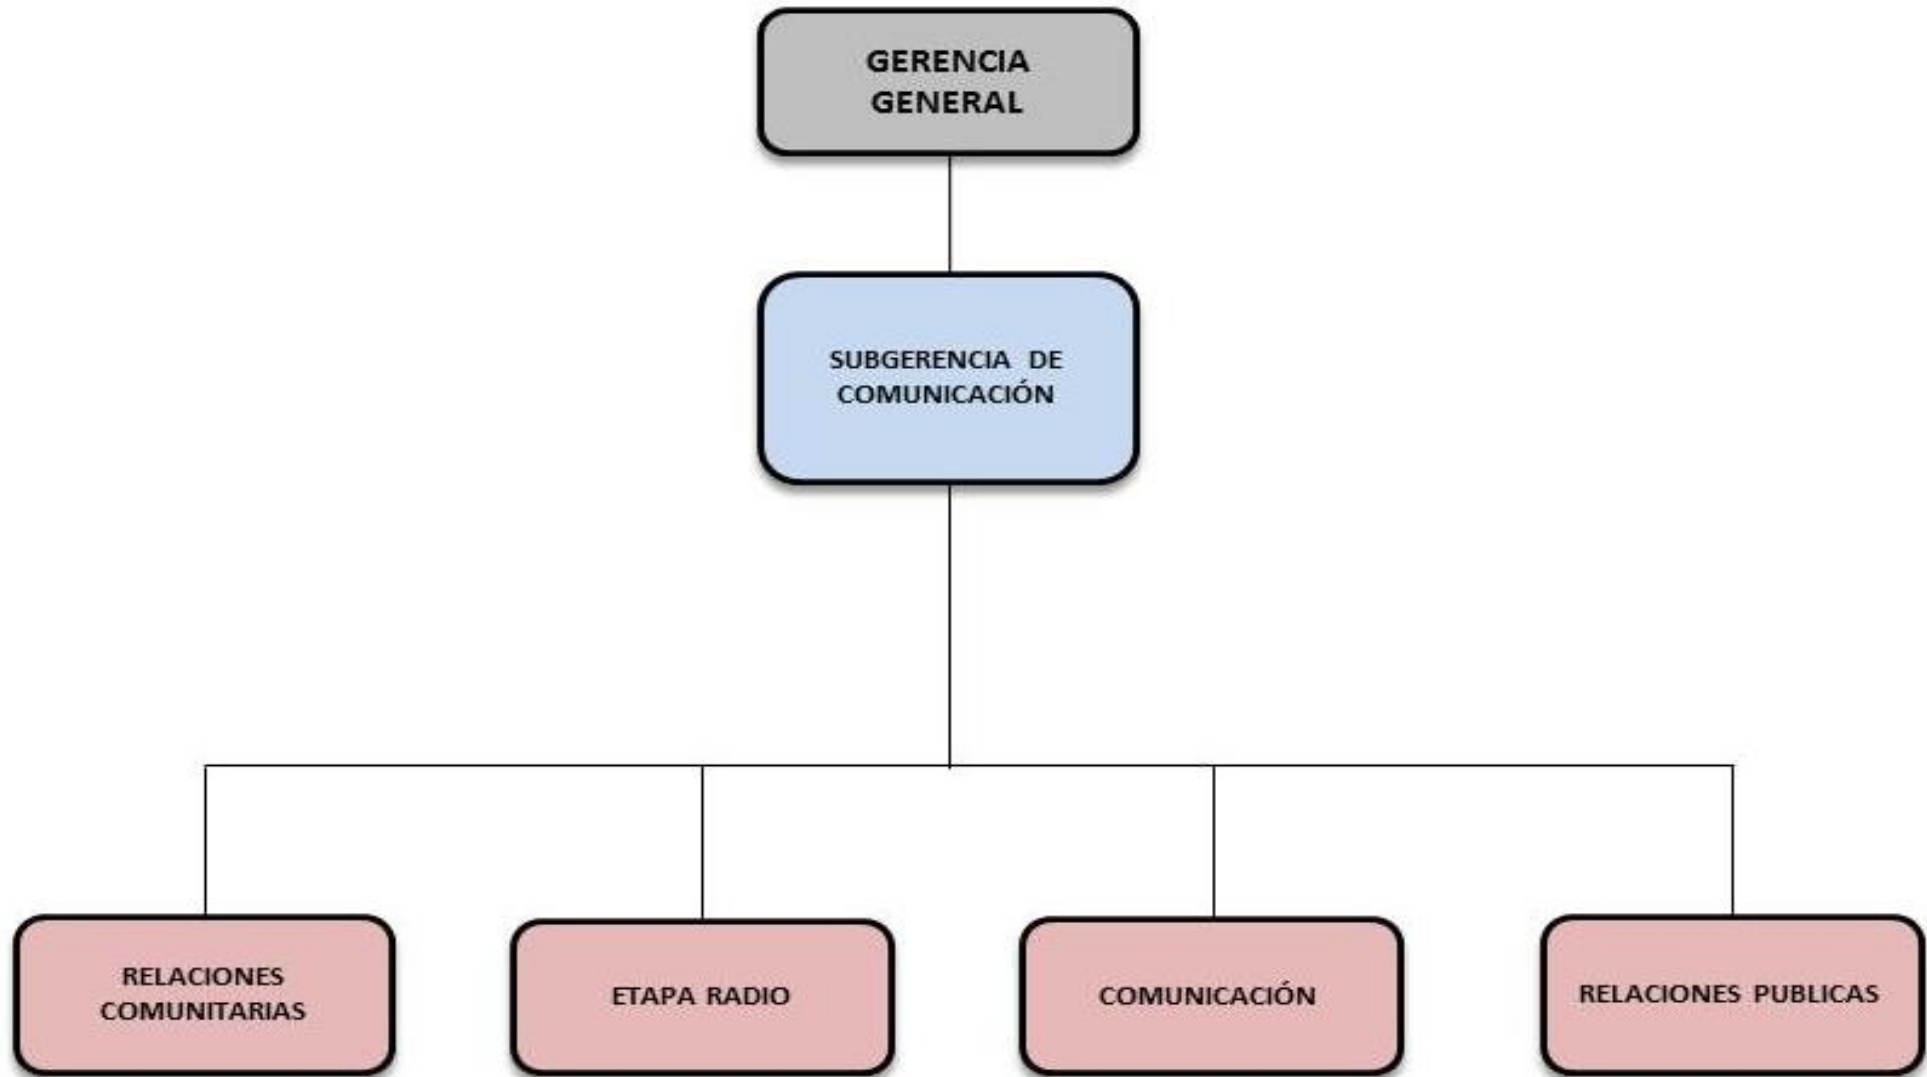 GERENCIA
GENERAL
SUBGERENCIA DE
COMUNICACIÓN
RELACIONES
COMUNITARIAS
ETAPA RADIO
COMUNICACIÓN
RELACIONES PUBLICAS